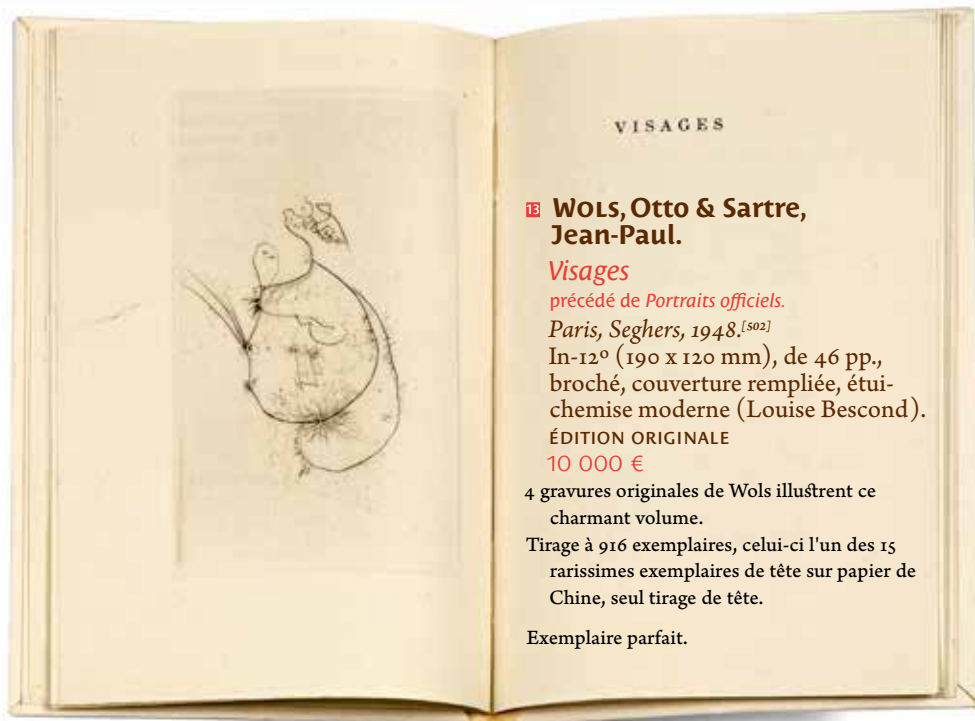 VISAGES
13 WOLS, Otto & Sartre,
Jean-Paul.
Visages
précédé de Portraits officiels.
Paris, Seghers, 1948.[502]
In-12º (190 x 120 mm), de 46 pp.,
broché, couverture rempliée, étui-
chemise moderne (Louise Bescond).
ÉDITION ORIGINALE
10 000 €
4 gravures originales de Wols illustrent ce
charmant volume.
Tirage à 916 exemplaires, celui-ci l'un des 15
rarissimes exemplaires de tête sur papier de
Chine, seul tirage de tête.
Exemplaire parfait.